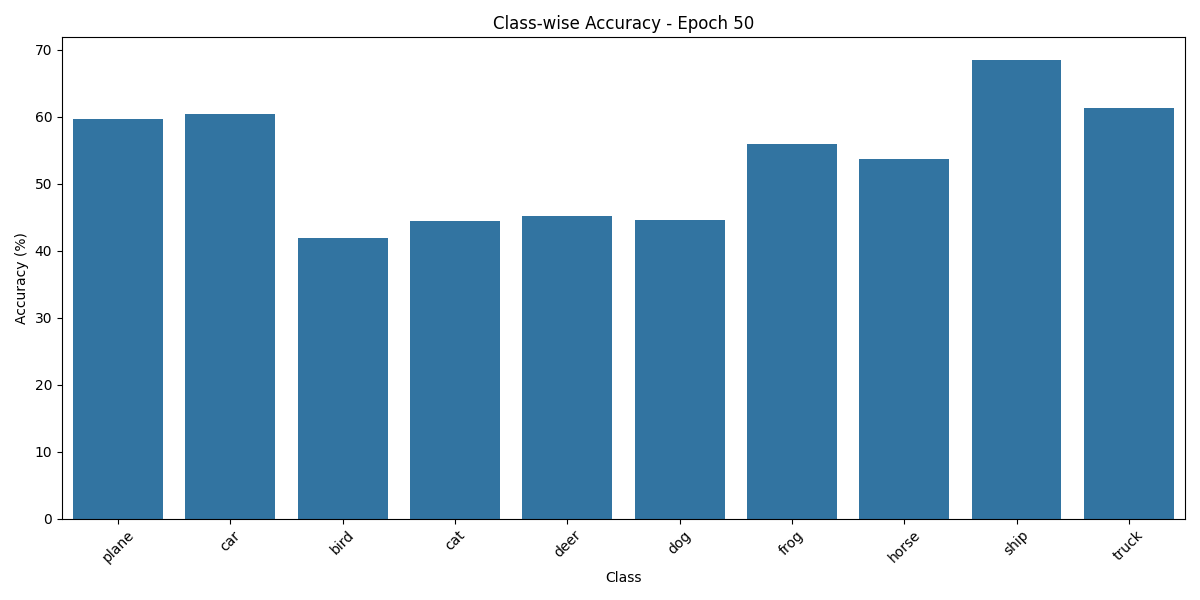 Class-wise Accuracy - Epoch 50
Accuracy (%)
70
60
50
40
30
20
10
0
plane
car
bird
cat
deer
dog
frog
horse
ship
truck
Class